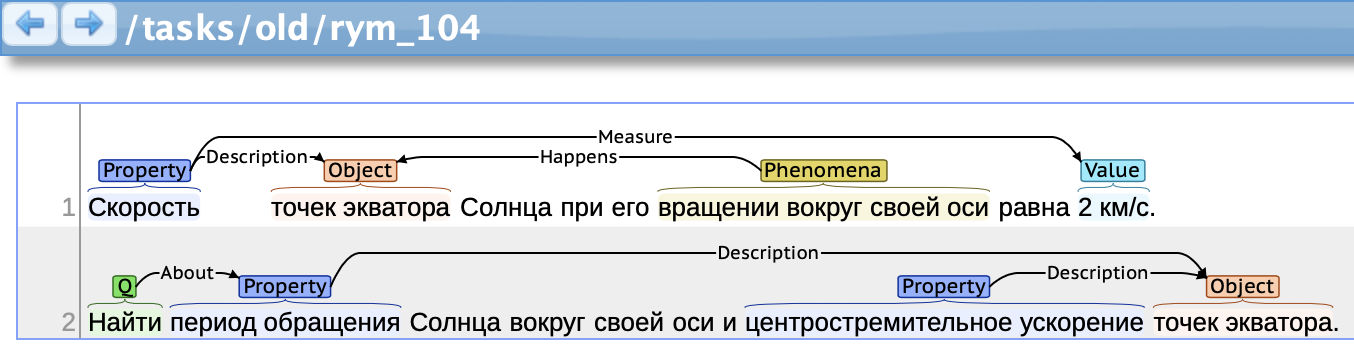 /tasks/old/rym_104
Measure
Description Happens
Property Object Phenomena Value
1 Скорость точек экватора Солнца при его вращении вокруг своей оси равна 2 км/с.
Description
About Description
Q Property Property Object
2 Найти период обращения Солнца вокруг своей оси и центростремительное ускорение точек экватора.